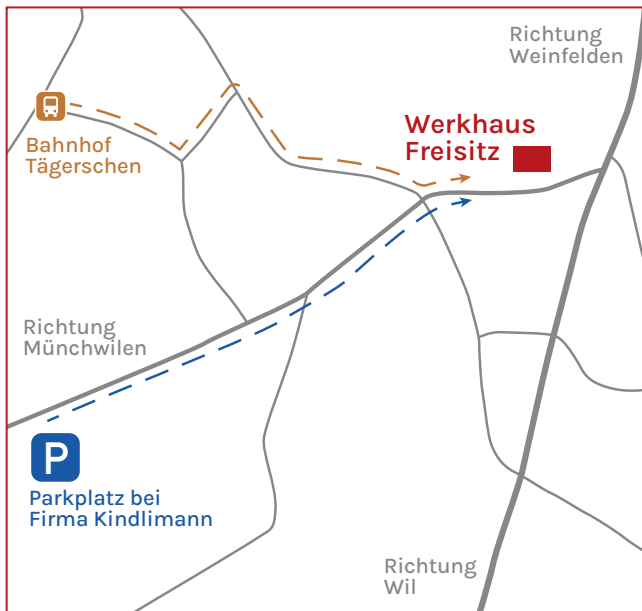 Richtung
Weinfelden
Werkhaus
Freisitz
Bahnhof
Tägerschen
Richtung
Münchwilen
P
Parkplatz bei
Firma Kindlimann
Richtung
Wil